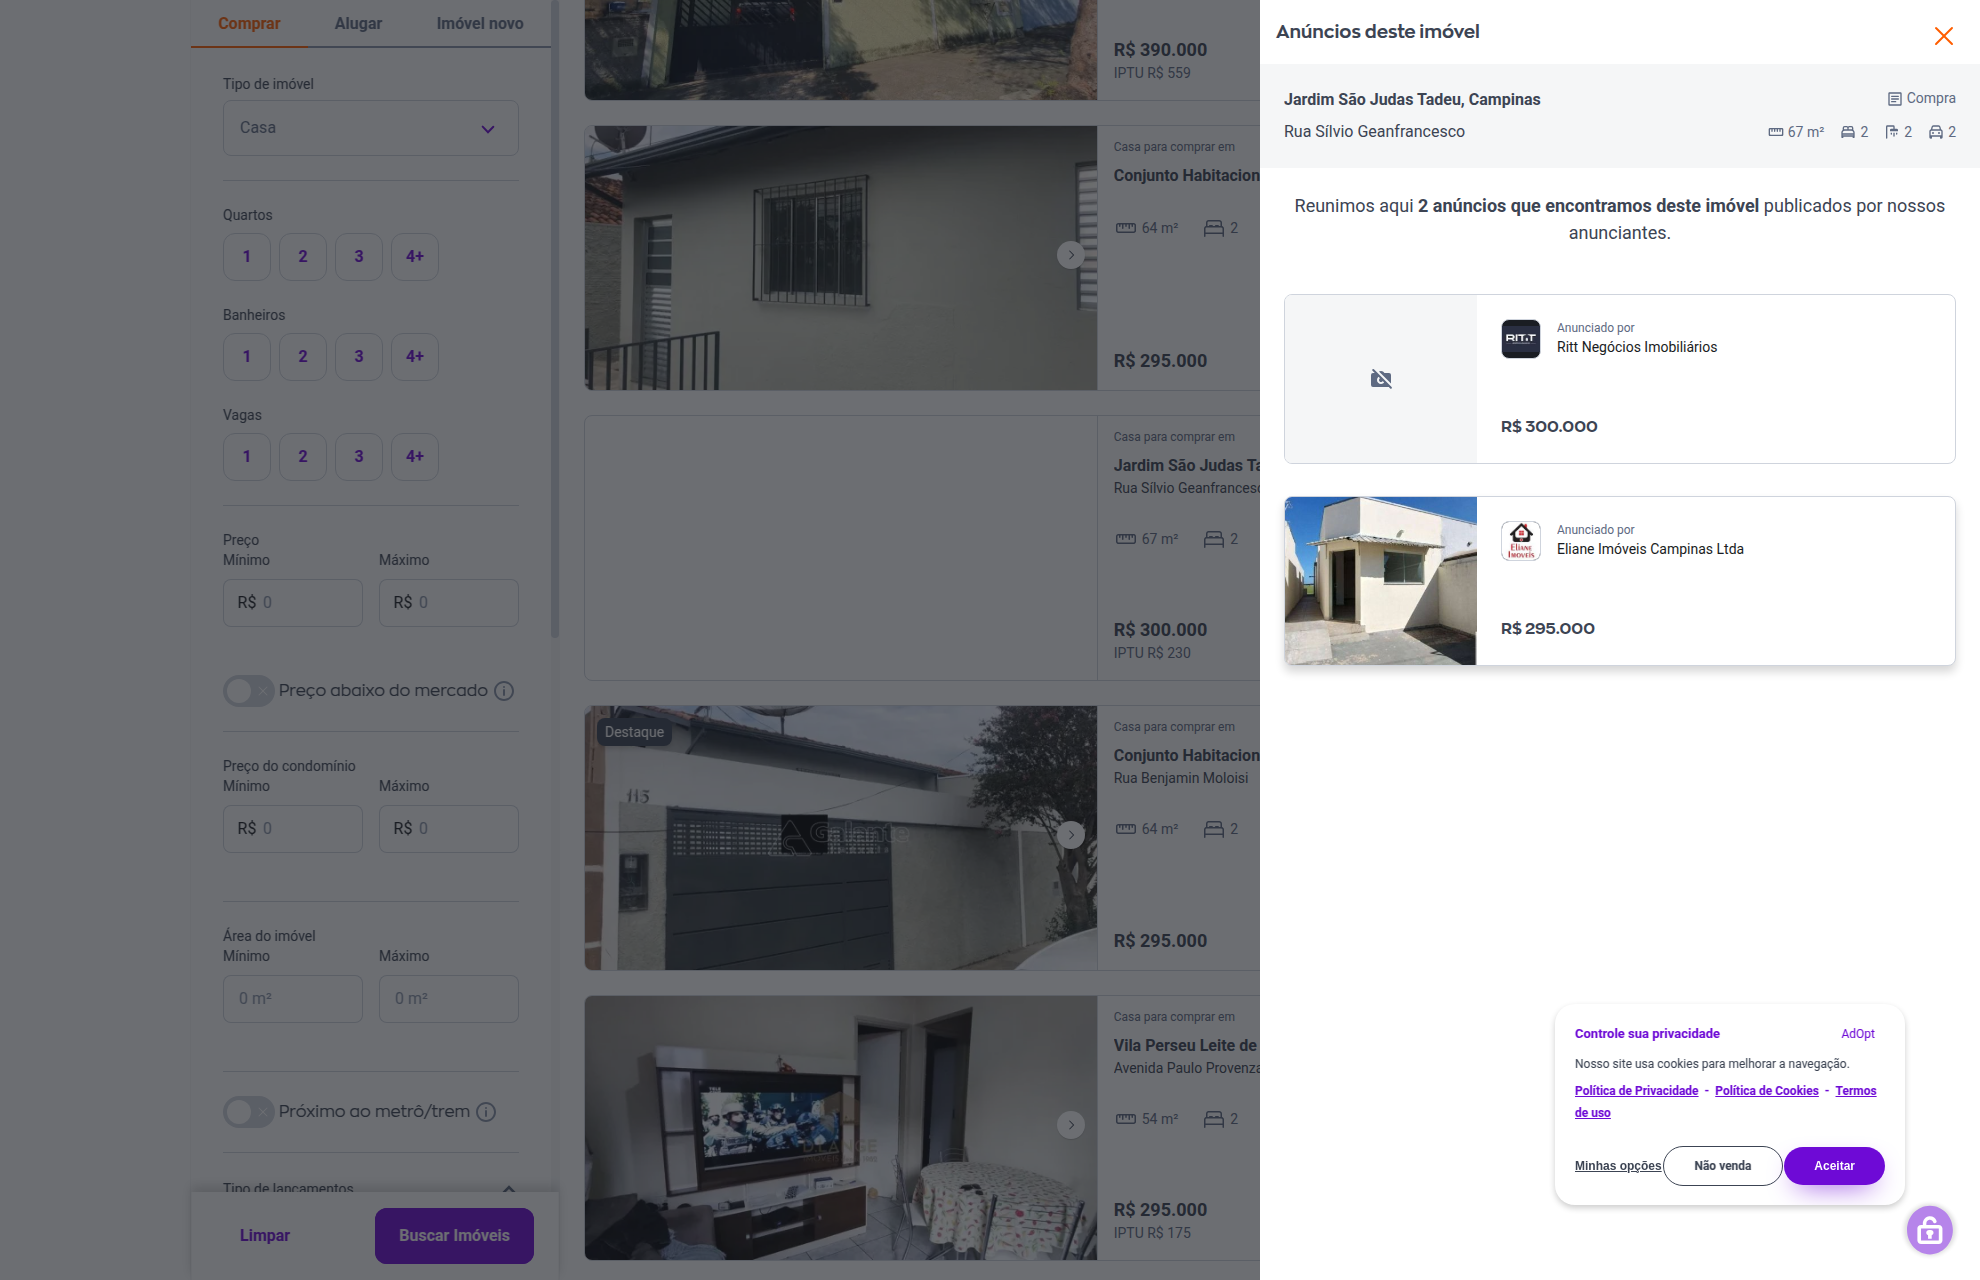 Comprar
Alugar
Imóvel novo
Tipo de imóvel
Casa
Quartos
1
2
3
4+
Banheiros
1
2
3
4+
Vagas
1
2
3
4+
Preço
Mínimo
Máximo
R$ 0
R$ 0
Preço abaixo do mercado
Preço do condomínio
Mínimo
Máximo
R$ 0
R$ 0
Área do imóvel
Mínimo
Máximo
0 m²
0 m²
Próximo ao metrô/trem
Tipo de lançamentos
Limpar
Buscar Imóveis
R$ 390.000
IPTU R$ 559
Casa para comprar em
Conjunto Habitacion
64 m²
2
R$ 295.000
Casa para comprar em
Jardim São Judas Ta
Rua Sílvio Geanfrancesc
67 m²
2
R$ 300.000
IPTU R$ 230
Destaque
115
Galante
Casa para comprar em
Conjunto Habitacion
Rua Benjamin Moloisi
64 m²
2
R$ 295.000
D.LANGE
Casa para comprar em
Vila Perseu Leite de
Avenida Paulo Provenza
54 m²
2
R$ 295.000
IPTU R$ 175
Anúncios deste imóvel
Jardim São Judas Tadeu, Campinas
Compra
Rua Sílvio Geanfrancesco
67 m²
2
2
2
Reunimos aqui 2 anúncios que encontramos deste imóvel publicados por nossos
anunciantes.
RITT
Anunciado por
Ritt Negócios Imobiliários
R$ 300.000
Eliane
Imóveis
Anunciado por
Eliane Imóveis Campinas Ltda
R$ 295.000
Controle sua privacidade
AdOpt
Nosso site usa cookies para melhorar a navegação.
Política de Privacidade - Política de Cookies - Termos
de uso
Minhas opções
Não venda
Aceitar